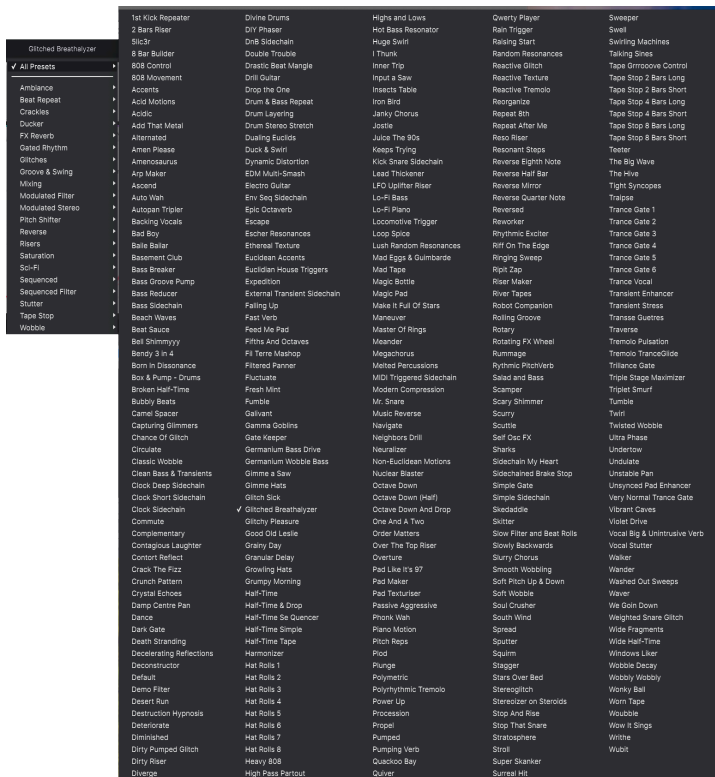 Glitched Breathalyzer
✓ All Presets
Ambiance
Beat Repeat
Crackles
Ducker
FX Reverb
Gated Rhythm
Glitches
Groove & Swing
Mixing
Modulated Filter
Modulated Stereo
Pitch Shifter
Reverse
Risers
Saturation
Sci-Fi
Sequenced
Sequenced Filter
Stutter
Tape Stop
Wobble
1st Kick Repeater
2 Bars Riser
5lic3r
8 Bar Builder
808 Control
808 Movement
Accents
Acid Motions
Acidic
Add That Metal
Alternated
Amen Please
Amenosaurus
Arp Maker
Ascend
Auto Wah
Autopan Tripler
Backing Vocals
Bad Boy
Baile Bailar
Basement Club
Bass Breaker
Bass Groove Pump
Bass Reducer
Bass Sidechain
Beach Waves
Beat Sauce
Bell Shimmyyy
Bendy 3 in 4
Born In Dissonance
Box & Pump - Drums
Broken Half-Time
Bubbly Beats
Camel Spacer
Capturing Glimmers
Chance Of Glitch
Circulate
Classic Wobble
Clean Bass & Transients
Clock Deep Sidechain
Clock Short Sidechain
Clock Sidechain
Commute
Complementary
Contagious Laughter
Contort Reflect
Crack The Fizz
Crunch Pattern
Crystal Echoes
Damp Centre Pan
Dance
Dark Gate
Death Stranding
Decelerating Reflections
Deconstructor
Default
Demo Filter
Desert Run
Destruction Hypnosis
Deteriorate
Diminished
Dirty Pumped Glitch
Dirty Riser
Diverge
Divine Drums
DIY Phaser
DnB Sidechain
Double Trouble
Drastic Beat Mangle
Drill Guitar
Drop the One
Drum & Bass Repeat
Drum Layering
Drum Stereo Stretch
Dualing Euclids
Duck & Swirl
Dynamic Distortion
EDM Multi-Smash
Electro Guitar
Env Seq Sidechain
Epic Octaverb
Escape
Escher Resonances
Ethereal Texture
Eucidean Accents
Euclidian House Triggers
Expedition
External Transient Sidechain
Falling Up
Fast Verb
Feed Me Pad
Fifths And Octaves
Fil Terre Mashop
Filtered Panner
Fluctuate
Fresh Mint
Fumble
Galivant
Gamma Goblins
Gate Keeper
Germanium Bass Drive
Germanium Wobble Bass
Gimme a Saw
Gimme Hats
Glitch Sick
✓ Glitched Breathalyzer
Glitchy Pleasure
Good Old Leslie
Grainy Day
Granular Delay
Growling Hats
Grumpy Morning
Half-Time
Half-Time & Drop
Half-Time Se Quencer
Half-Time Simple
Half-Time Tape
Harmonizer
Hat Rolls 1
Hat Rolls 2
Hat Rolls 3
Hat Rolls 4
Hat Rolls 5
Hat Rolls 6
Hat Rolls 7
Hat Rolls 8
Heavy 808
High Pass Partout
Highs and Lows
Hot Bass Resonator
Huge Swirl
I Thunk
Inner Trip
Input a Saw
Insects Table
Iron Bird
Janky Chorus
Jostle
Juice The 90s
Keeps Trying
Kick Snare Sidechain
Lead Thickener
LFO Uplifter Riser
Lo-Fi Bass
Lo-Fi Piano
Locomotive Trigger
Loop Spice
Lush Random Resonances
Mad Eggs & Guimbarde
Mad Tape
Magic Bottle
Magic Pad
Make It Full Of Stars
Maneuver
Master Of Rings
Meander
Megachorus
Melted Percussions
MIDI Triggered Sidechain
Modern Compression
Mr. Snare
Music Reverse
Navigate
Neighbors Drill
Neuralizer
Non-Euclidean Motions
Nuclear Blaster
Octave Down
Octave Down (Half)
Octave Down And Drop
One And A Two
Order Matters
Over The Top Riser
Overture
Pad Like It's 97
Pad Maker
Pad Texturiser
Passive Aggressive
Phonk Wah
Piano Motion
Pitch Reps
Plod
Plunge
Polymetric
Polyrhythmic Tremolo
Power Up
Procession
Propel
Pumped
Pumping Verb
Quackoo Bay
Quiver
Qwerty Player
Rain Trigger
Raising Start
Random Resonances
Reactive Glitch
Reactive Texture
Reactive Tremolo
Reorganize
Repeat 8th
Repeat After Me
Reso Riser
Resonant Steps
Reverse Eighth Note
Reverse Half Bar
Reverse Mirror
Reverse Quarter Note
Reversed
Reworker
Rhythmic Exciter
Riff On The Edge
Ringing Sweep
Ripit Zap
Riser Maker
River Tapes
Robot Companion
Rolling Groove
Rotary
Rotating FX Wheel
Rummage
Rythmic PitchVerb
Salad and Bass
Scamper
Scary Shimmer
Scurry
Scuttle
Self Osc FX
Sharks
Sidechain My Heart
Sidechained Brake Stop
Simple Gate
Simple Sidechain
Skedaddle
Skitter
Slow Filter and Beat Rolls
Slowly Backwards
Slurry Chorus
Smooth Wobbling
Soft Pitch Up & Down
Soft Wobble
Soul Crusher
South Wind
Spread
Sputter
Squirm
Stagger
Stars Over Bed
Stereoglitch
Stereoizer on Steroids
Stop And Rise
Stop That Snare
Stratosphere
Stroll
Super Skanker
Surreal Hit
Sweeper
Swell
Swirling Machines
Talking Sines
Tape Grrrooove Control
Tape Stop 2 Bars Long
Tape Stop 2 Bars Short
Tape Stop 4 Bars Long
Tape Stop 4 Bars Short
Tape Stop 8 Bars Long
Tape Stop 8 Bars Short
Teeter
The Big Wave
The Hive
Tight Syncopes
Traipse
Trance Gate 1
Trance Gate 2
Trance Gate 3
Trance Gate 4
Trance Gate 5
Trance Gate 6
Trance Vocal
Transient Enhancer
Transient Stress
Transse Guetres
Traverse
Tremolo Pulsation
Tremolo TranceGlide
Trillance Gate
Triple Stage Maximizer
Triplet Smurf
Tumble
Twirl
Twisted Wobble
Ultra Phase
Undertow
Undulate
Unstable Pan
Unsynced Pad Enhancer
Very Normal Trance Gate
Vibrant Caves
Violet Drive
Vocal Big & Unintrusive Verb
Vocal Stutter
Walker
Wander
Washed Out Sweeps
Waver
We Goin Down
Weighted Snare Glitch
Wide Fragments
Wide Half-Time
Windows Liker
Wobble Decay
Wobbly Wobbly
Wonky Ball
Worn Tape
Woubble
Wow It Sings
Writhe
Wubit